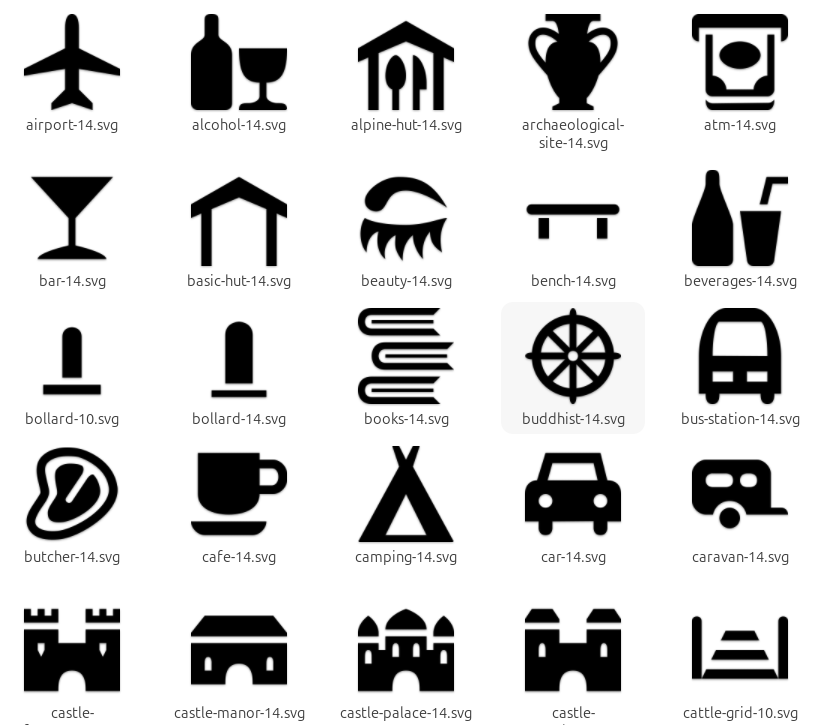 airport-14.svg
alcohol-14.svg
alpine-hut-14.svg
archaeological-
site-14.svg
atm-14.svg
bar-14.svg
basic-hut-14.svg
beauty-14.svg
bench-14.svg
beverages-14.svg
bollard-10.svg
bollard-14.svg
books-14.svg
buddhist-14.svg
bus-station-14.svg
butcher-14.svg
cafe-14.svg
camping-14.svg
car-14.svg
caravan-14.svg
castle-
castle-manor-14.svg
castle-palace-14.svg
castle-
cattle-grid-10.svg